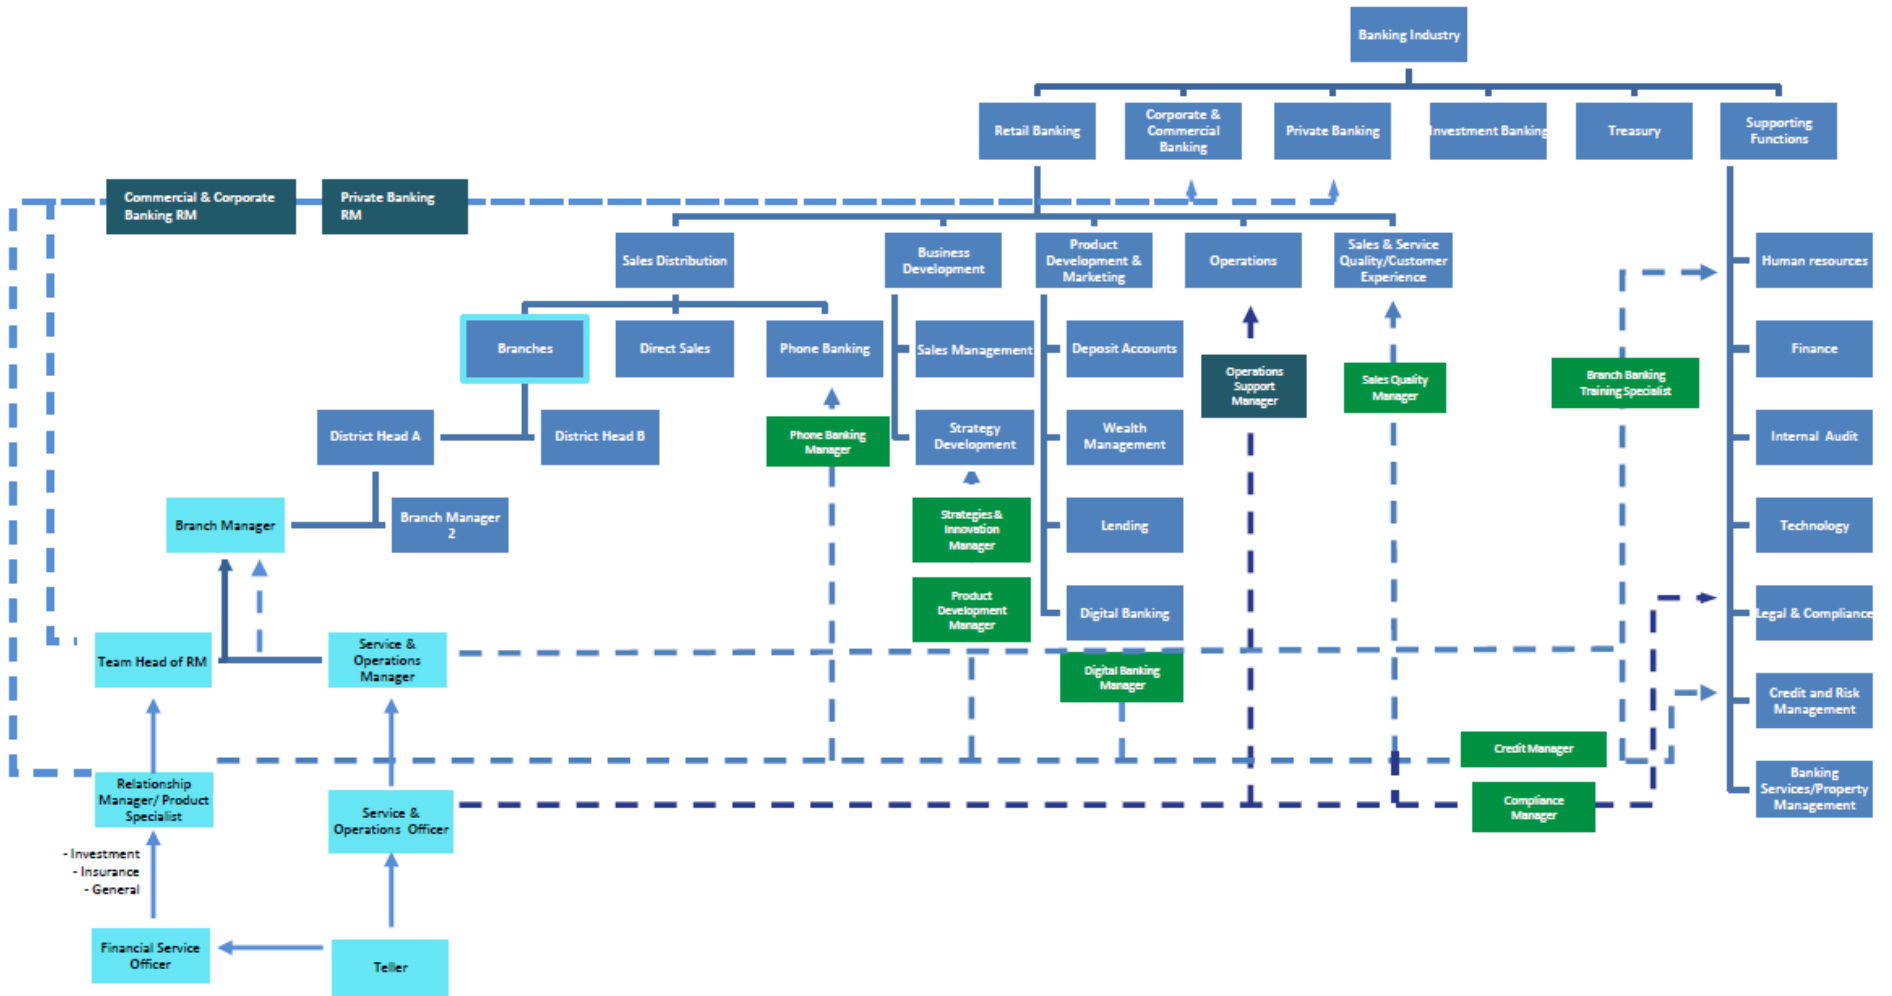 Banking Industry
Retail Banking
Corporate &
Commercial
Banking
Private Banking
Investment Banking
Treasury
Supporting
Functions
Commercial & Corporate
Banking RM
Private Banking
RM
Sales Distribution
Business
Development
Product
Development &
Marketing
Operations
Sales & Service
Quality/Customer
Experience
Human resources
Branches
Direct Sales
Phone Banking
Sales Management
Deposit Accounts
Operations
Support
Manager
Sales Quality
Manager
Branch Banking
Training Specialist
Finance
District Head A
District Head B
Phone Banking
Manager
Strategy
Development
Wealth
Management
Internal Audit
Branch Manager
Branch Manager
2
Strategies &
Innovation
Manager
Lending
Technology
Product
Development
Manager
Digital Banking
Legal & Compliance
Team Head of RM
Service &
Operations
Manager
Digital Banking
Manager
Credit and Risk
Management
Credit Manager
Relationship
Manager/ Product
Specialist
Service &
Operations Officer
Compliance
Manager
Banking
Services/Property
Management
- Investment
- Insurance
- General
Financial Service
Officer
Teller